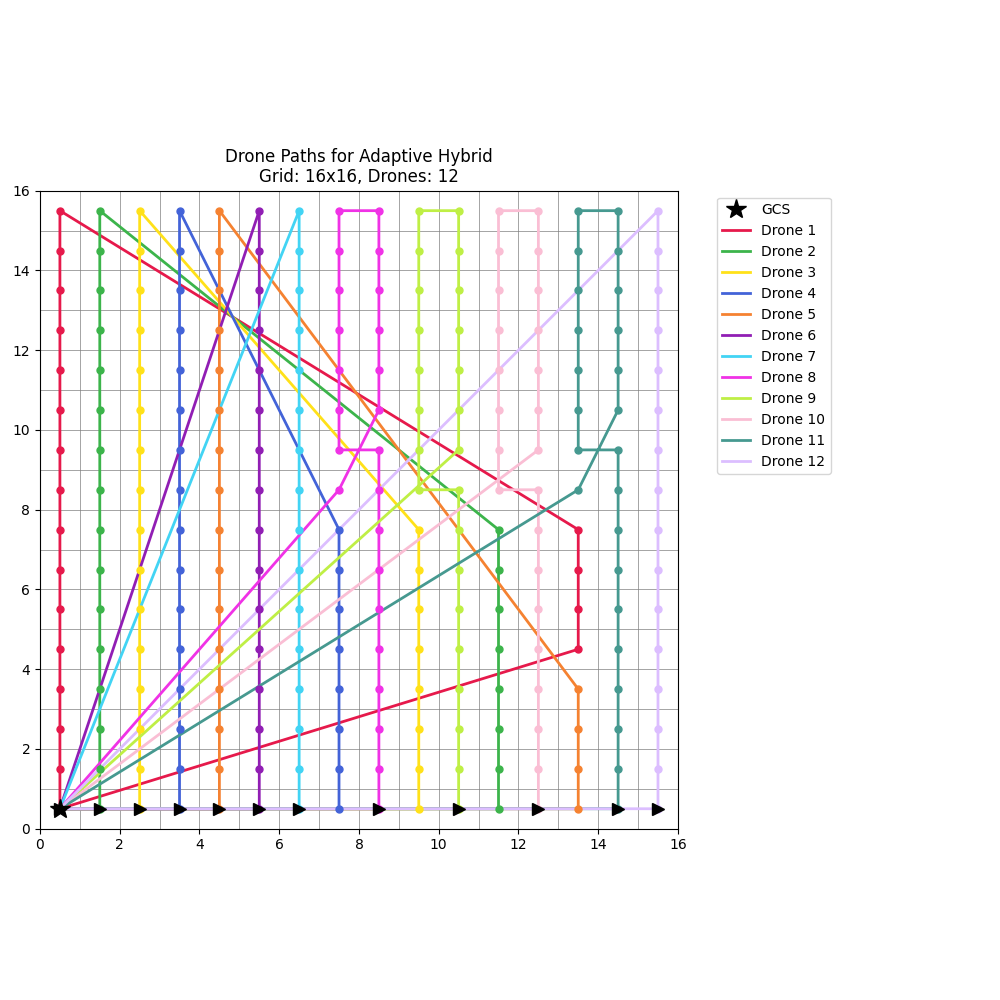 Drone Paths for Adaptive Hybrid
Grid: 16x16, Drones: 12
16
14
12
10
8
6
4
2
0
0 2 4 6 8 10 12 14 16
GCS
Drone 1
Drone 2
Drone 3
Drone 4
Drone 5
Drone 6
Drone 7
Drone 8
Drone 9
Drone 10
Drone 11
Drone 12